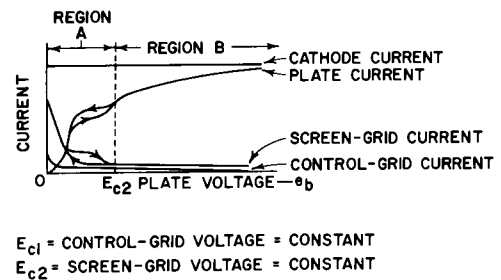 REGION
A
REGION B
CATHODE CURRENT
PLATE CURRENT
CURRENT
SCREEN-GRID CURRENT
CONTROL-GRID CURRENT
O
Ec2 PLATE VOLTAGE—eb
Ec1 = CONTROL-GRID VOLTAGE = CONSTANT
Ec2 = SCREEN-GRID VOLTAGE = CONSTANT